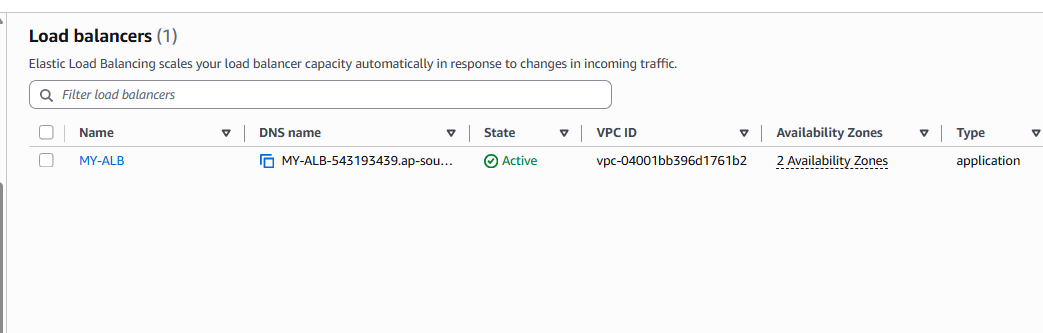 Load balancers (1)
Elastic Load Balancing scales your load balancer capacity automatically in response to changes in incoming traffic.
Filter load balancers
Name DNS name State VPC ID Availability Zones Type
MY-ALB MY-ALB-543193439.ap-sou... Active vpc-04001bb396d1761b2 2 Availability Zones application